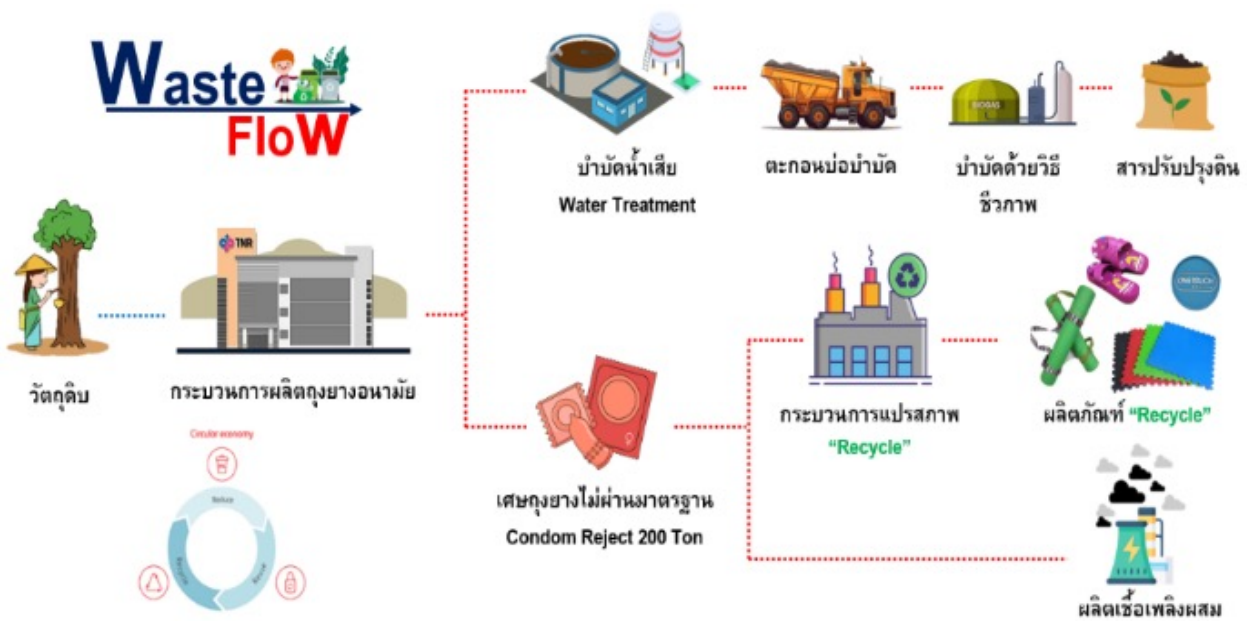 Waste
FloW
TNR
BIOGAS
บำบัดน้ำเสีย
Water Treatment
ตะกอนบ่อบำบัด
บำบัดด้วยวิธี
ชีวภาพ
สารปรับปรุงดิน
วัตถุดิบ
กระบวนการผลิตถุงยางอนามัย
เศษถุงยางไม่ผ่านมาตรฐาน
Condom Reject 200 Ton
กระบวนการแปรสภาพ
“Recycle”
ONE TOUCH
ผลิตภัณฑ์ “Recycle”
ผลิตเชื้อเพลิงผสม
Circular economy
Reduce
Reuse
Recycle